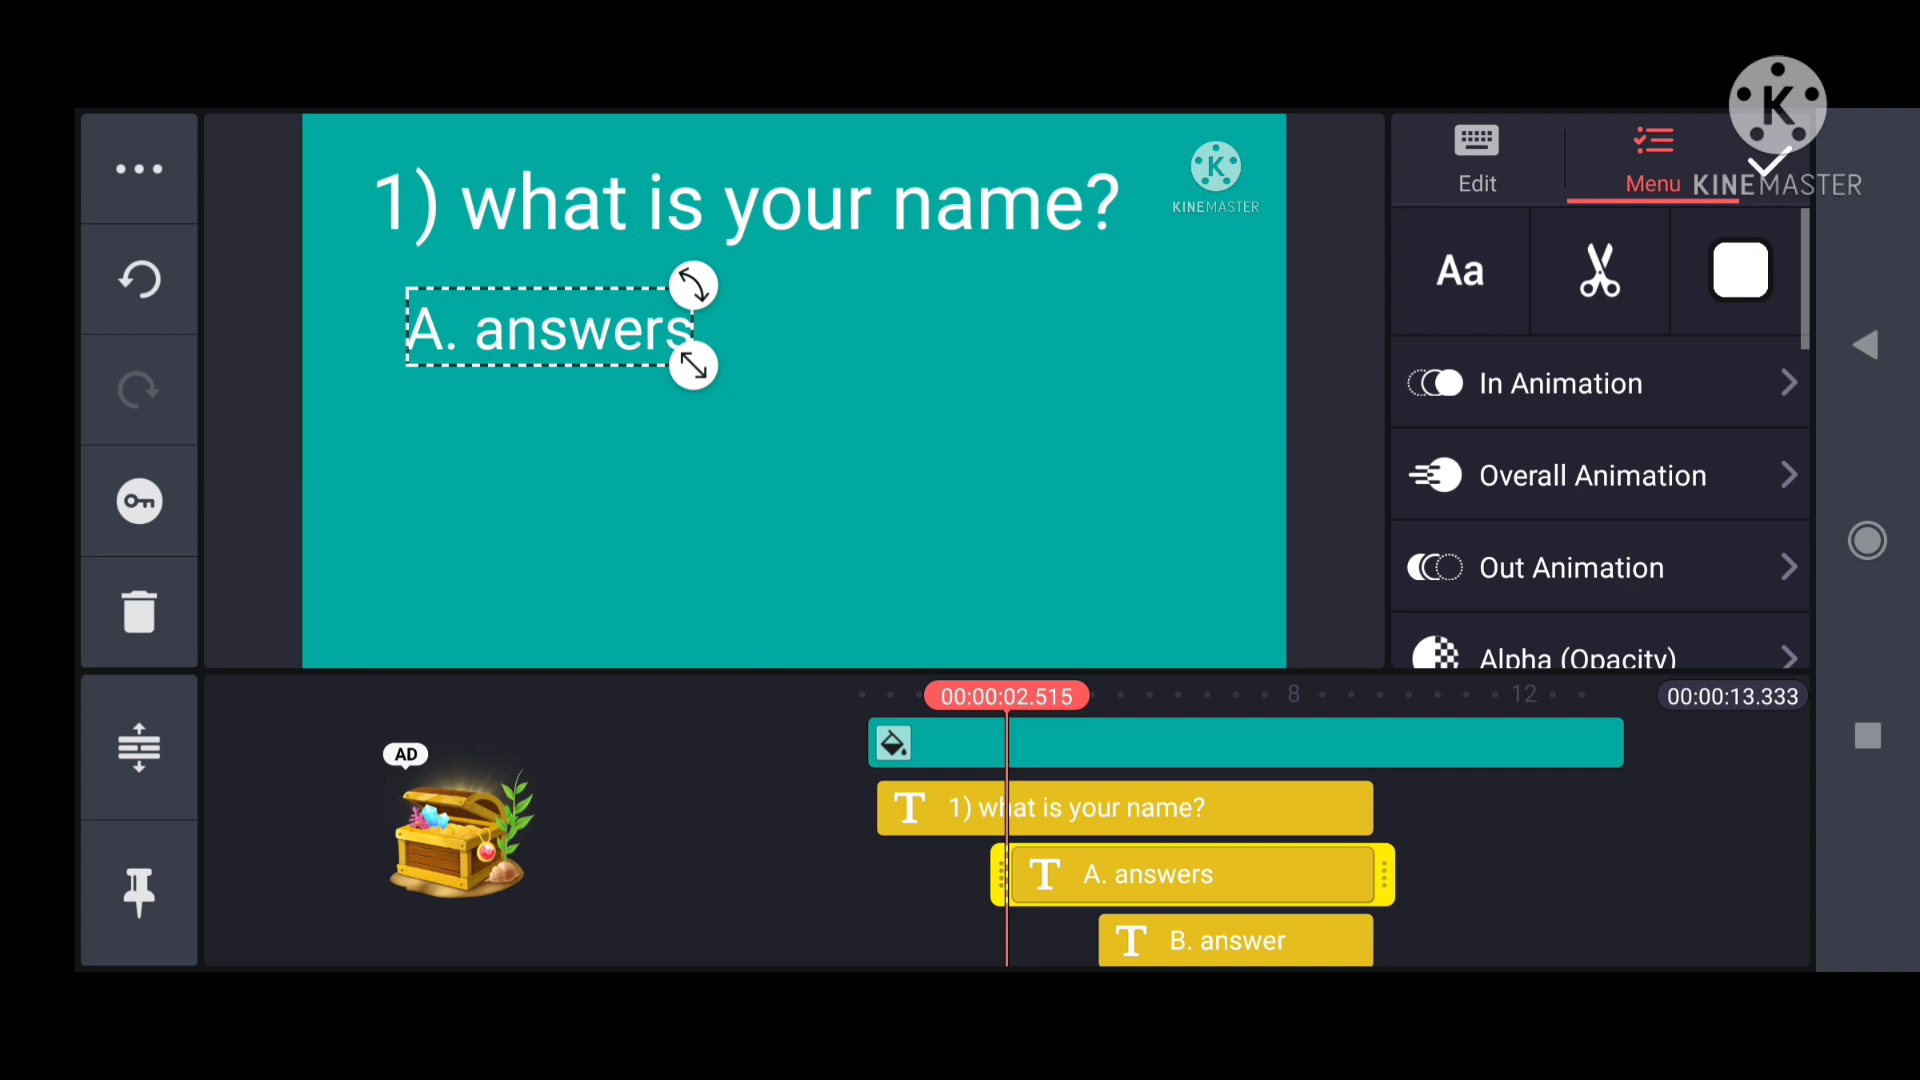 1) what is your name?
KINEMASTER
A. answers
Edit
Menu
KINEMASTER
Aa
In Animation
Overall Animation
Out Animation
Alpha (Opacity)
00:00:02.515
8
12
00:00:13.333
AD
T 1) what is your name?
T A. answers
T B. answer